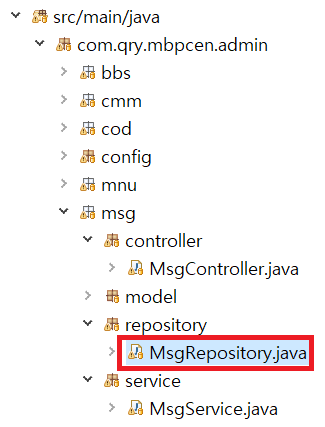 src/main/java
com.qry.mbpcen.admin
bbs
cmm
cod
config
mnu
msg
controller
MsgController.java
model
repository
MsgRepository.java
service
MsgService.java